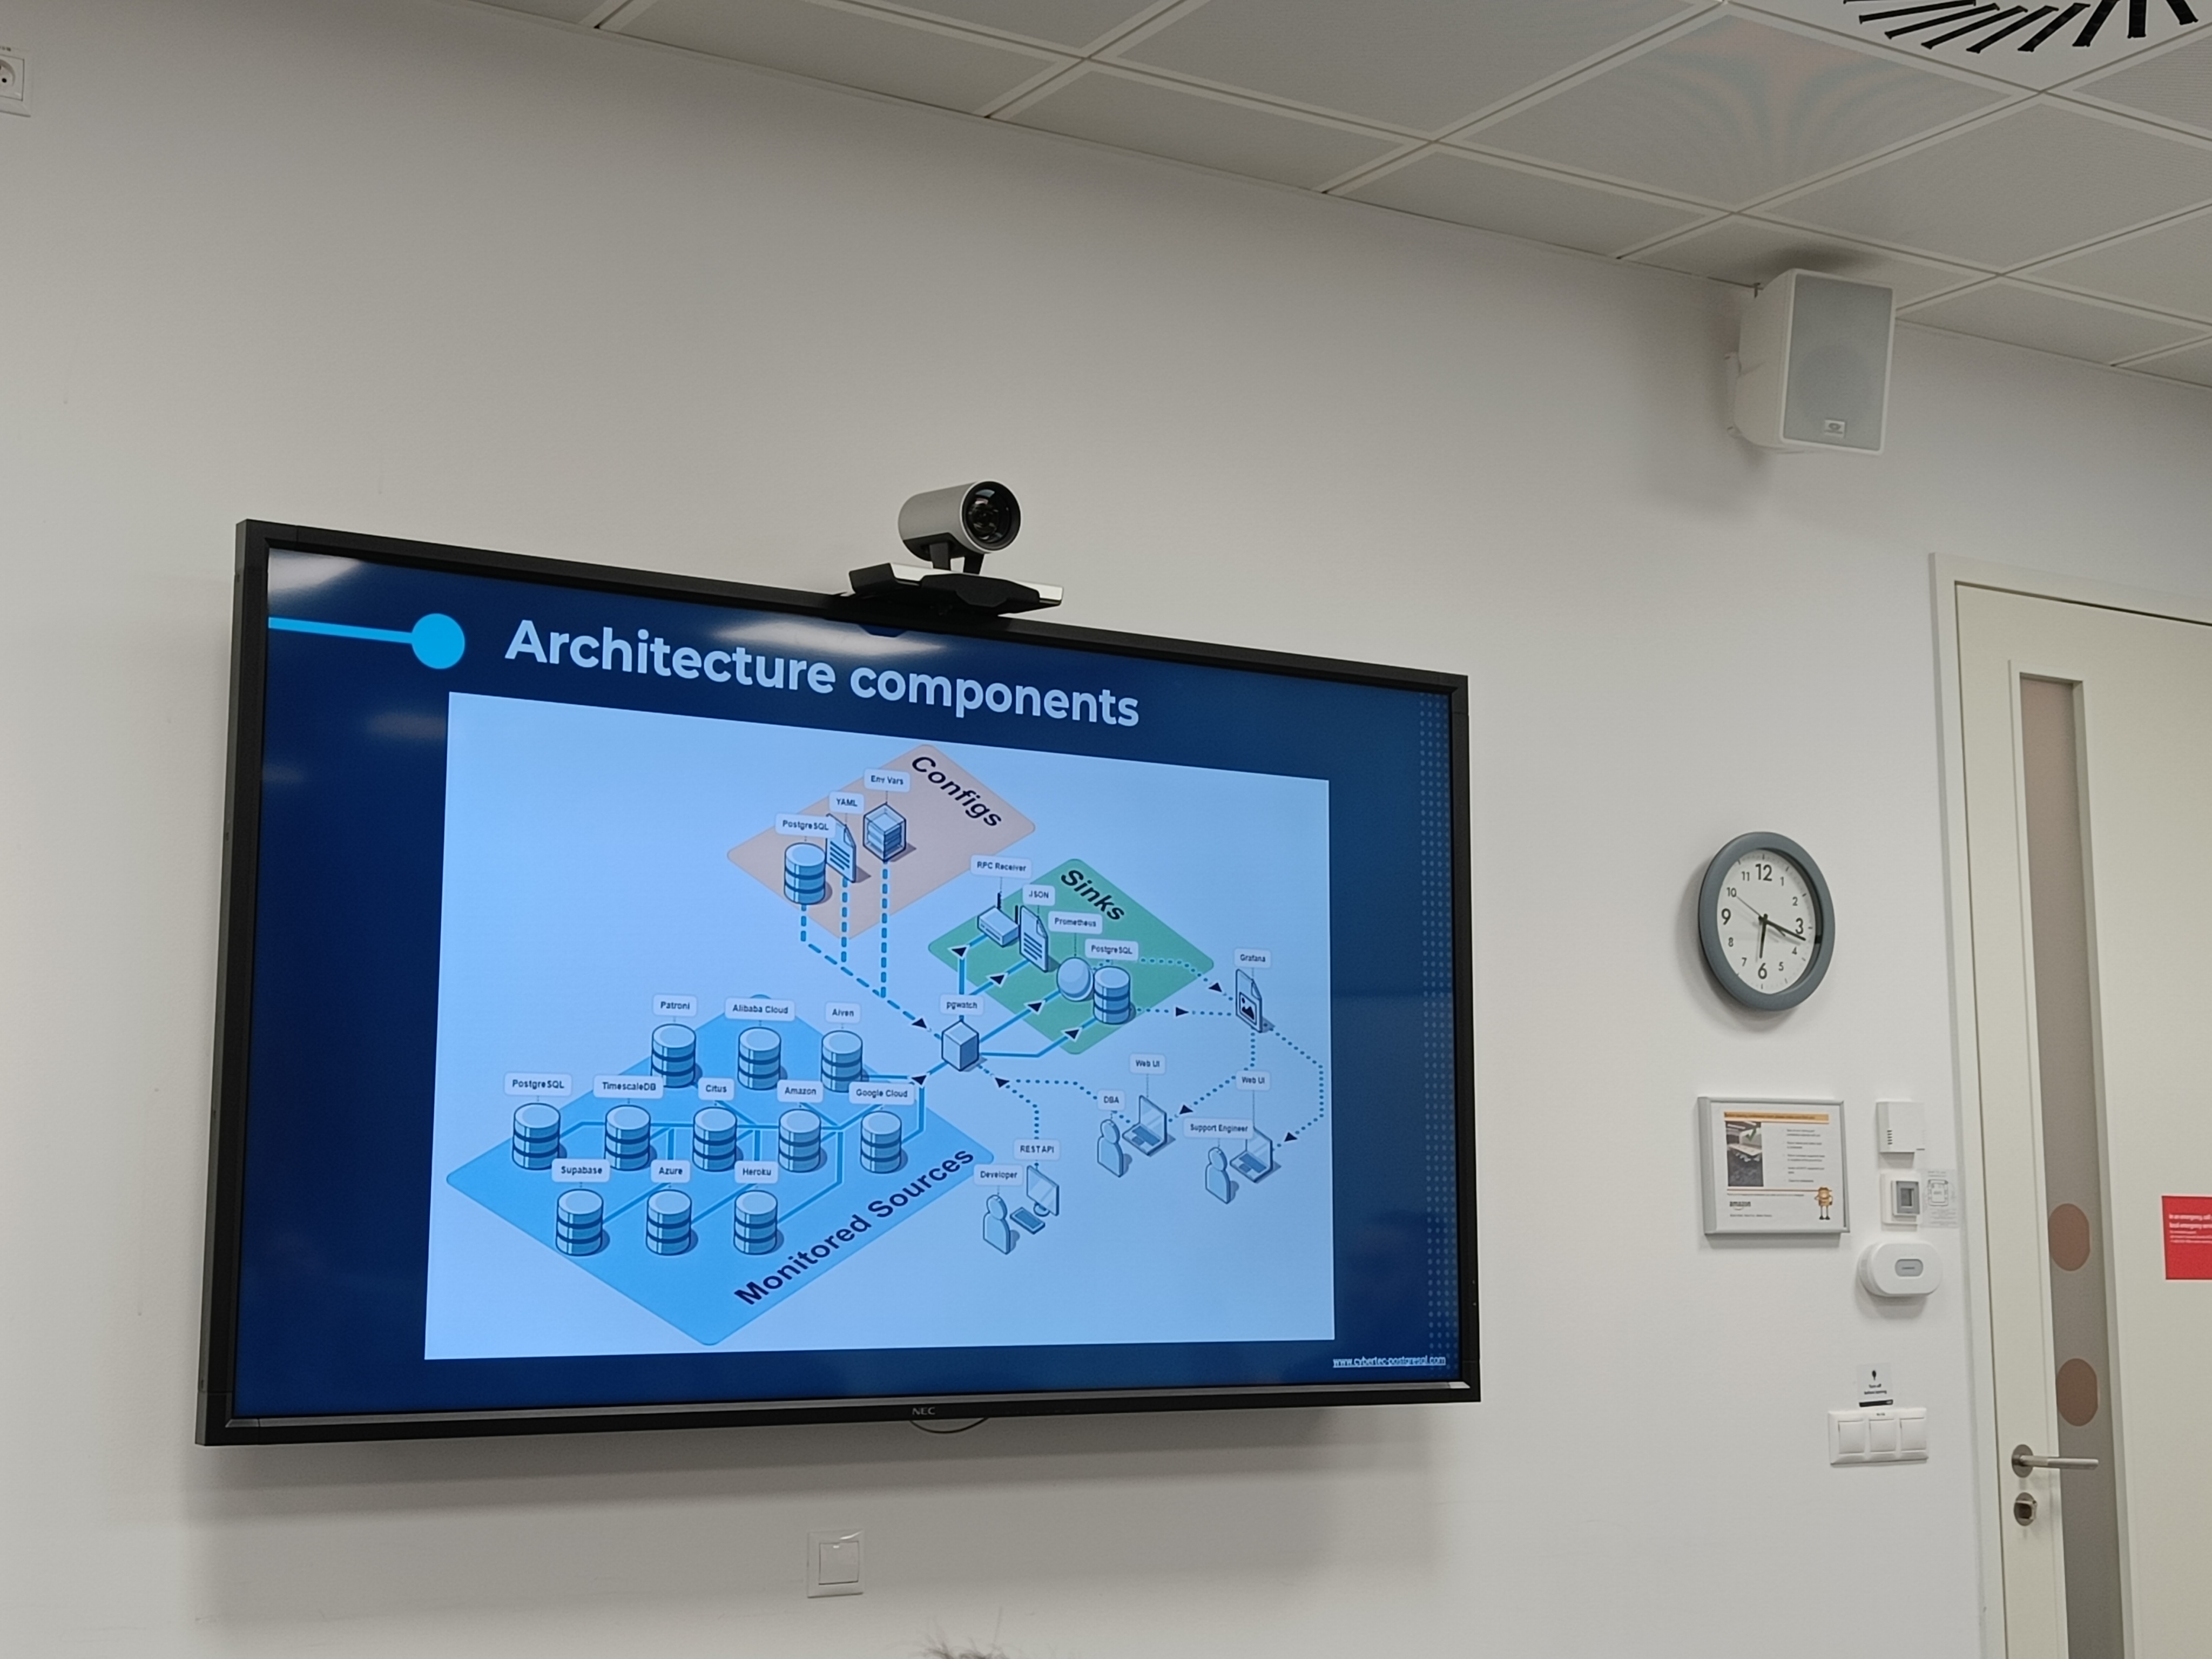 Architecture components
Configs
Env Vars
YAML
PostgreSQL
Sinks
RPC Receiver
JSON
Prometheus
PostgreSQL
Grafana
pgwatch
Patroni
Alibaba Cloud
Aiven
PostgreSQL
TimescaleDB
Citus
Amazon
Google Cloud
Supabase
Azure
Heroku
Monitored Sources
Web UI
DBA
Web UI
Support Engineer
REST API
Developer
www.cybertec-postgresql.com
NEC
12
1
2
3
4
5
6
7
8
9
10
11
amazon